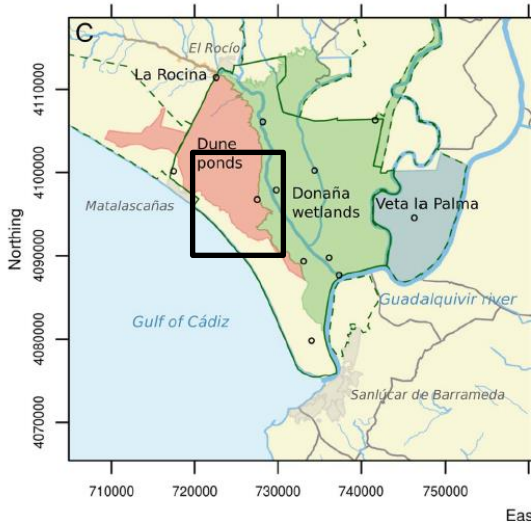 C
El Rocío
La Rocina
Dune
ponds
Doñana
wetlands
Veta la Palma
Matalascañas
Guadalquivir river
Gulf of Cádiz
Sanlúcar de Barrameda
Northing
4110000
4100000
4090000
4080000
4070000
710000
720000
730000
740000
750000
Eas